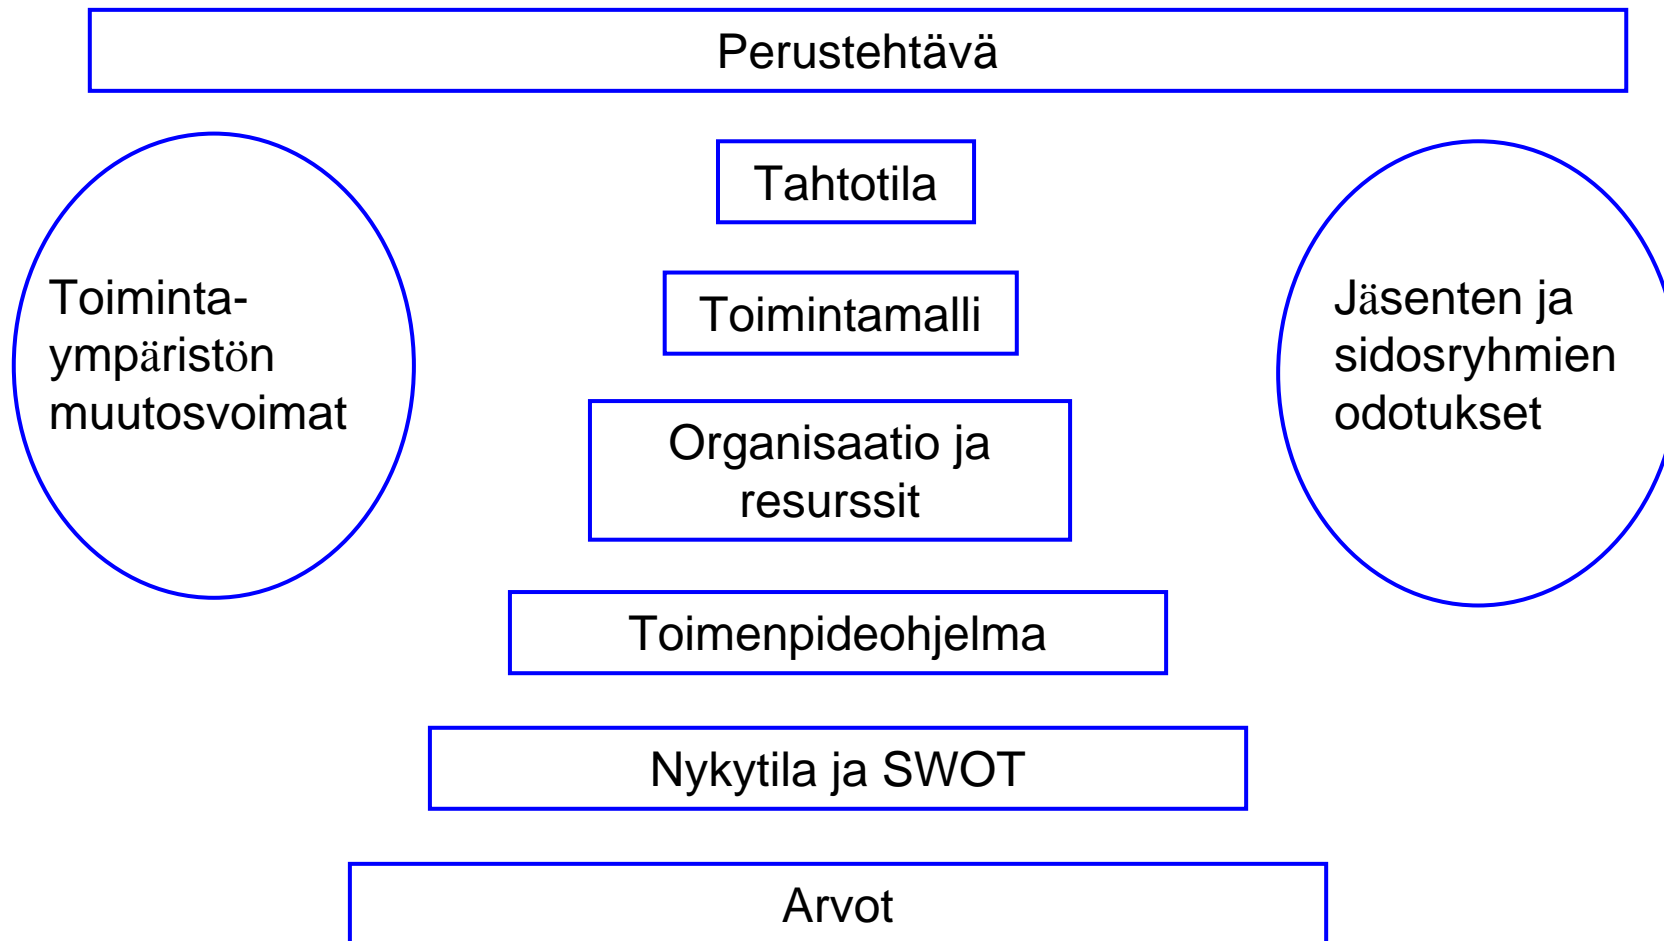 Perustehtävä
Tahtotila
Toiminta-
ympäristön
muutosvoimat
Toimintamalli
Jäsenten ja
sidosryhmien
odotukset
Organisaatio ja
resurssit
Toimenpideohjelma
Nykytila ja SWOT
Arvot